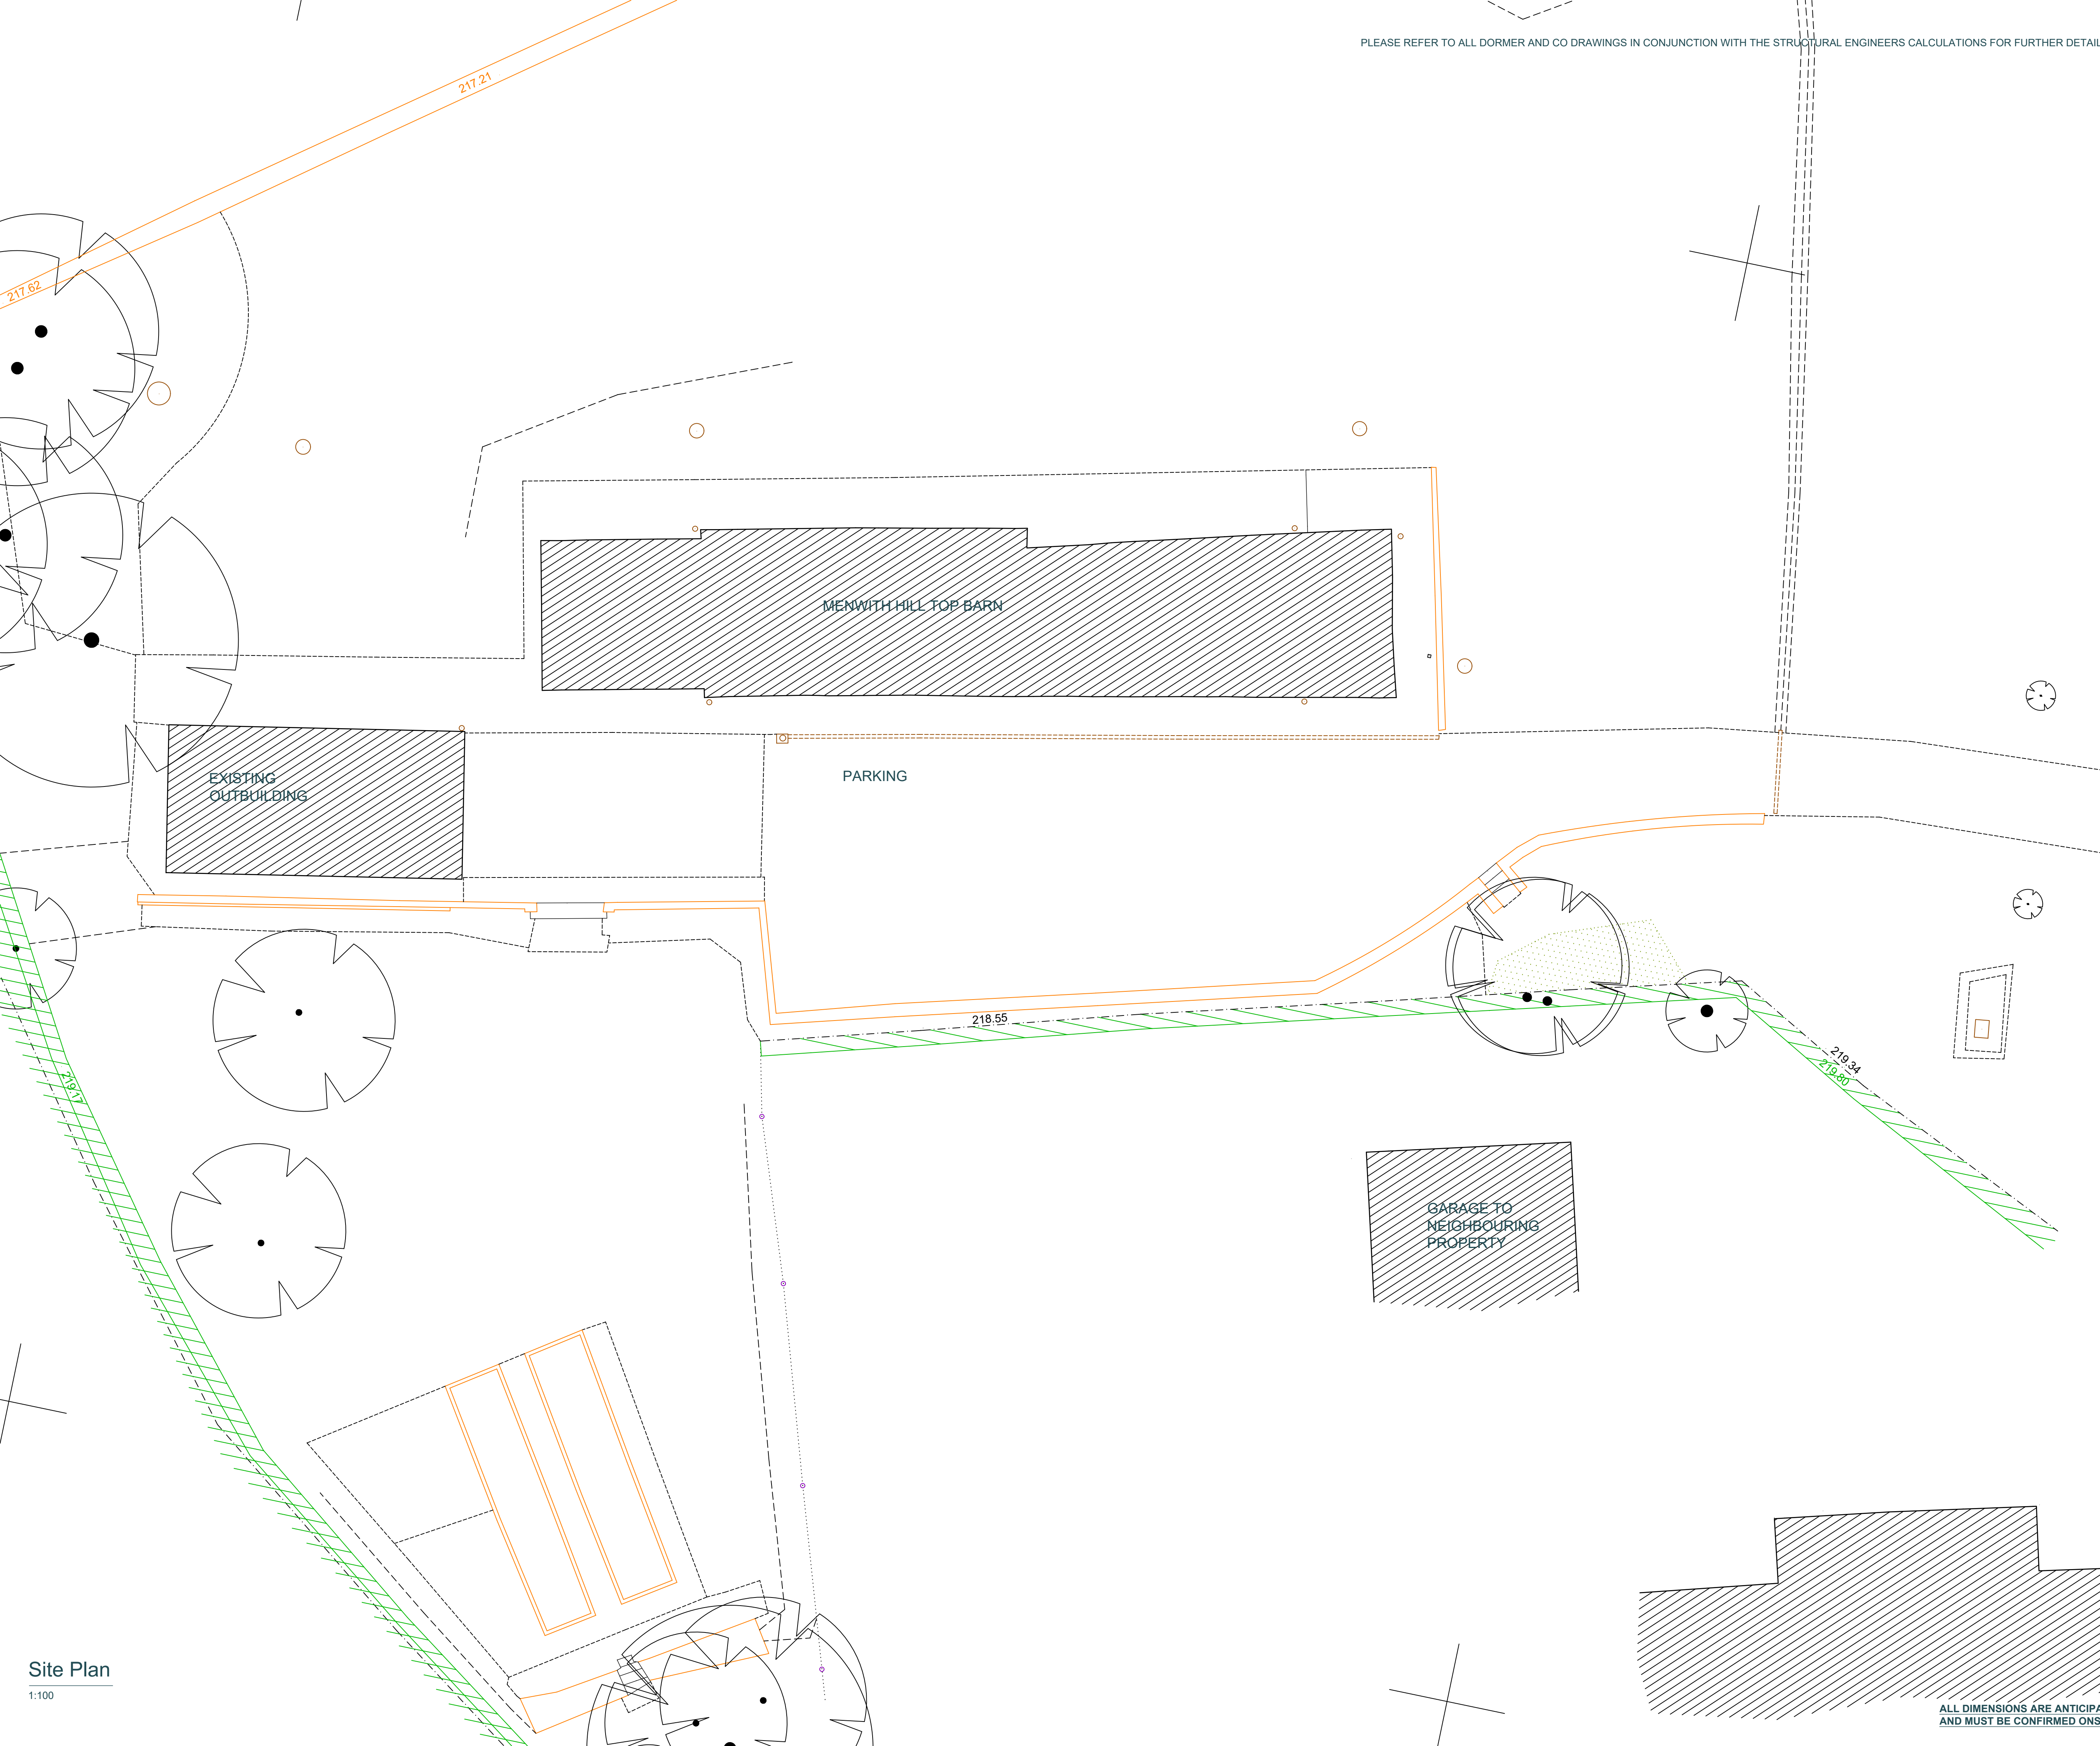 PLEASE REFER TO ALL DORMER AND CO DRAWINGS IN CONJUNCTION WITH THE STRUCTURAL ENGINEERS CALCULATIONS FOR FURTHER DETAIL
217.21
217.62
MENWITH HILL TOP BARN
EXISTING
OUTBUILDING
PARKING
218.55
219.17
219.34
219.80
GARAGE TO
NEIGHBOURING
PROPERTY
Site Plan
1:100
ALL DIMENSIONS ARE ANTICIPA
AND MUST BE CONFIRMED ONS